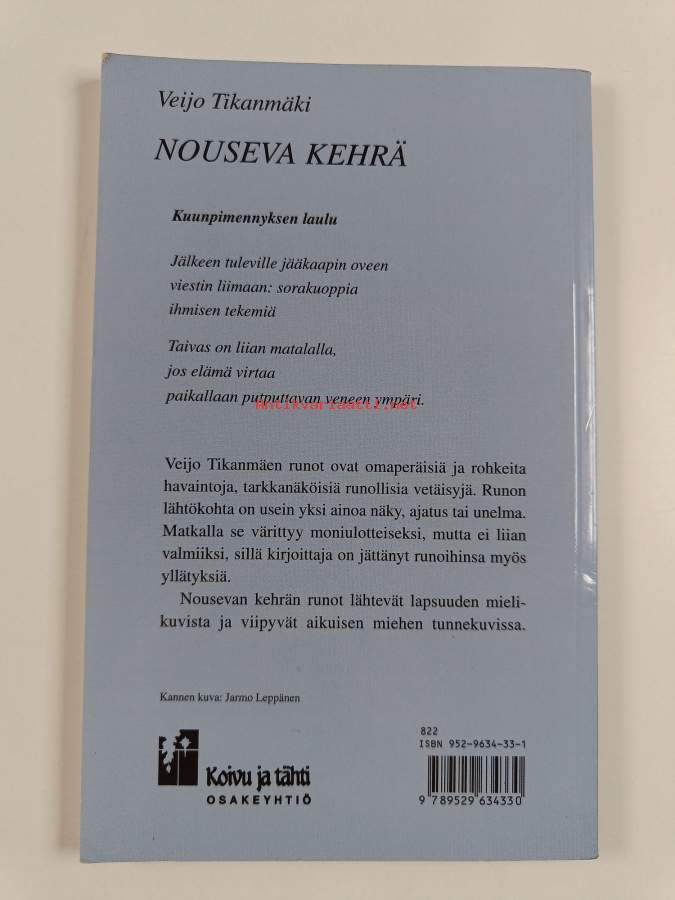 Veijo Tikanmäki
NOUSEVA KEHRÄ
Kuunpimennyksen laulu
Jälkeen tuleville jääkaapin oveen
viestin liimaan: sorakuoppia
ihmisen tekemiä
Taivas on liian matalalla,
jos elämä virtaa
paikallaan putputtavan veneen ympäri.
Antikvariaatti.net
Veijo Tikanmäen runot ovat omaperäisiä ja rohkeita
havaintoja, tarkkanäköisiä runollisia vetäisyjä. Runon
lähtökohta on usein yksi ainoa näky, ajatus tai unelma.
Matkalla se värittyy moniulotteiseksi, mutta ei liian
valmiiksi, sillä kirjoittaja on jättänyt runoihinsa myös
yllätyksiä.
Nousevan kehrän runot lähtevät lapsuuden mieli-
kuvista ja viipyvät aikuisen miehen tunnekuvissa.
Kannen kuva: Jarmo Leppänen
Koivu ja tähti
OSAKEYHTIÖ
822
ISBN 952-9634-33-1
9 789529 634330